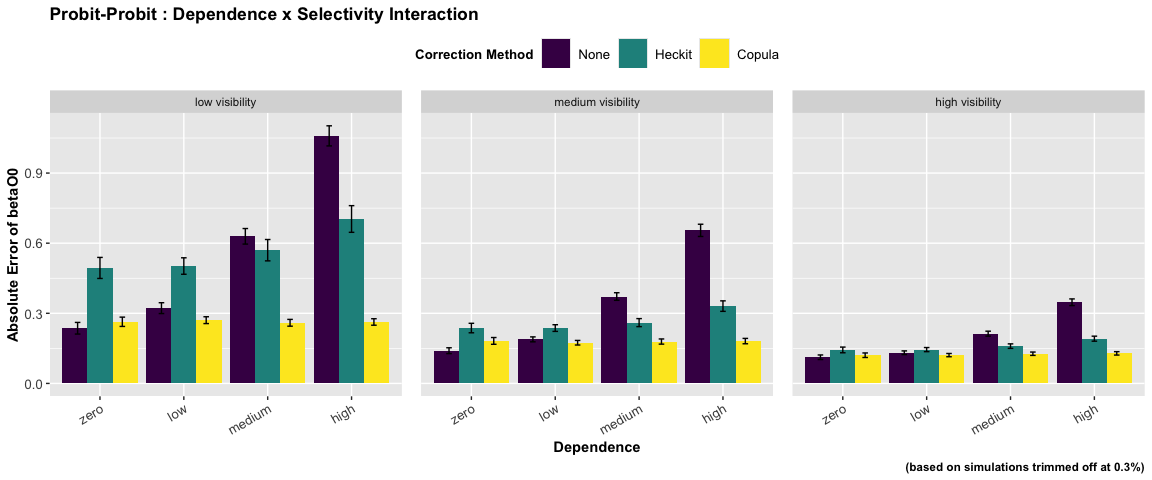 Probit-Probit : Dependence x Selectivity Interaction
Correction Method None Heckit Copula
low visibility medium visibility high visibility
Absolute Error of betaO0
0.9
0.6
0.3
0.0
zero low medium high zero low medium high zero low medium high
Dependence
(based on simulations trimmed off at 0.3%)